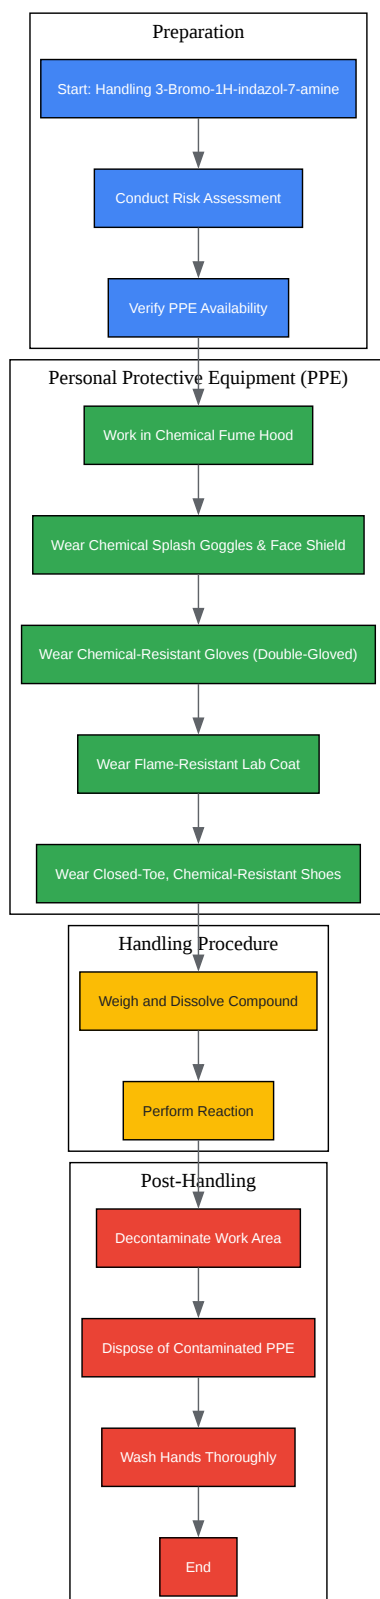 Preparation
Start: Handling 3-Bromo-1H-indazol-7-amine
Conduct Risk Assessment
Verify PPE Availability
Personal Protective Equipment (PPE)
Work in Chemical Fume Hood
Wear Chemical Splash Goggles & Face Shield
Wear Chemical-Resistant Gloves (Double-Gloved)
Wear Flame-Resistant Lab Coat
Wear Closed-Toe, Chemical-Resistant Shoes
Handling Procedure
Weigh and Dissolve Compound
Perform Reaction
Post-Handling
Decontaminate Work Area
Dispose of Contaminated PPE
Wash Hands Thoroughly
End